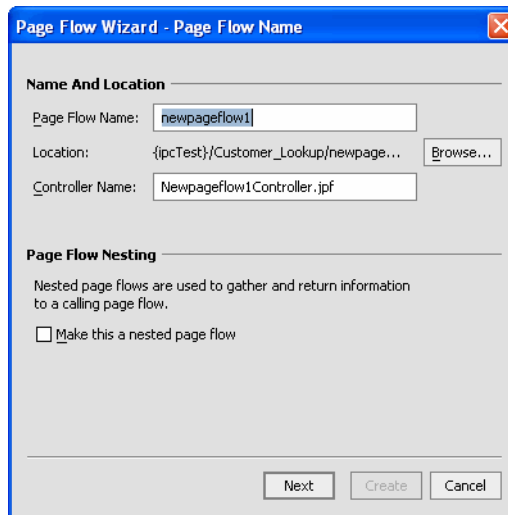 Page Flow Wizard - Page Flow Name
Name And Location
Page Flow Name: newpageflow1
Location: {ipcTest}/Customer_Lookup/newpage... Browse...
Controller Name: Newpageflow1Controller.jpf
Page Flow Nesting
Nested page flows are used to gather and return information
to a calling page flow.
Make this a nested page flow
Next Create Cancel